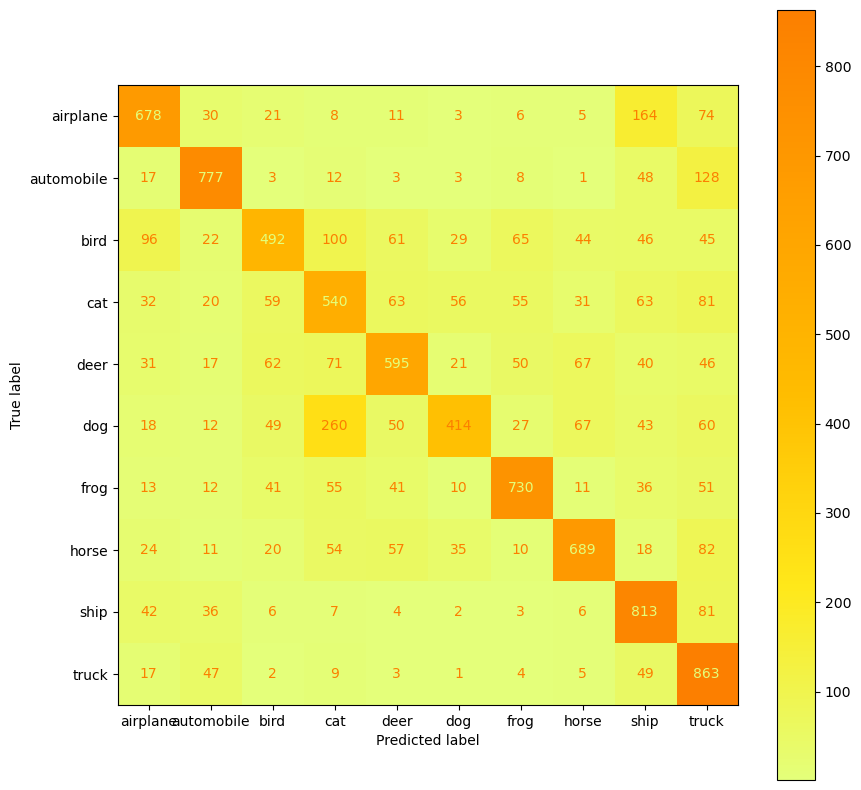 airplane 678 30 21 8 11 3 6 5 164 74
automobile 17 777 3 12 3 3 8 1 48 128
bird 96 22 492 100 61 29 65 44 46 45
cat 32 20 59 540 63 56 55 31 63 81
deer 31 17 62 71 595 21 50 67 40 46
dog 18 12 49 260 50 414 27 67 43 60
frog 13 12 41 55 41 10 730 11 36 51
horse 24 11 20 54 57 35 10 689 18 82
ship 42 36 6 7 4 2 3 6 813 81
truck 17 47 2 9 3 1 4 5 49 863
airplane automobile bird cat deer dog frog horse ship truck
Predicted label
True label
800
700
600
500
400
300
200
100